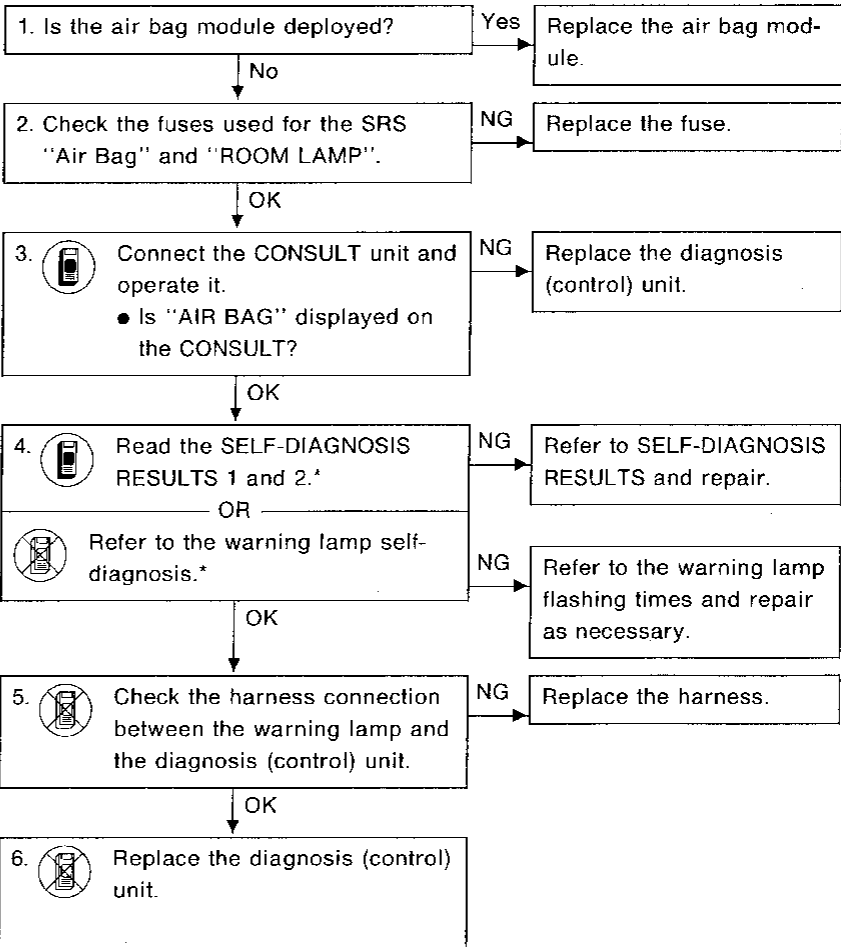 1. Is the air bag module deployed?
Yes
Replace the air bag mod-
ule.
No
2. Check the fuses used for the SRS
"Air Bag" and "ROOM LAMP".
NG
Replace the fuse.
OK
3. Connect the CONSULT unit and
operate it.
● Is "AIR BAG" displayed on
the CONSULT?
NG
Replace the diagnosis
(control) unit.
OK
4. Read the SELF-DIAGNOSIS
RESULTS 1 and 2.*
NG
Refer to SELF-DIAGNOSIS
RESULTS and repair.
OR
Refer to the warning lamp self-
diagnosis.*
NG
Refer to the warning lamp
flashing times and repair
as necessary.
OK
5. Check the harness connection
between the warning lamp and
the diagnosis (control) unit.
NG
Replace the harness.
OK
6. Replace the diagnosis (control)
unit.